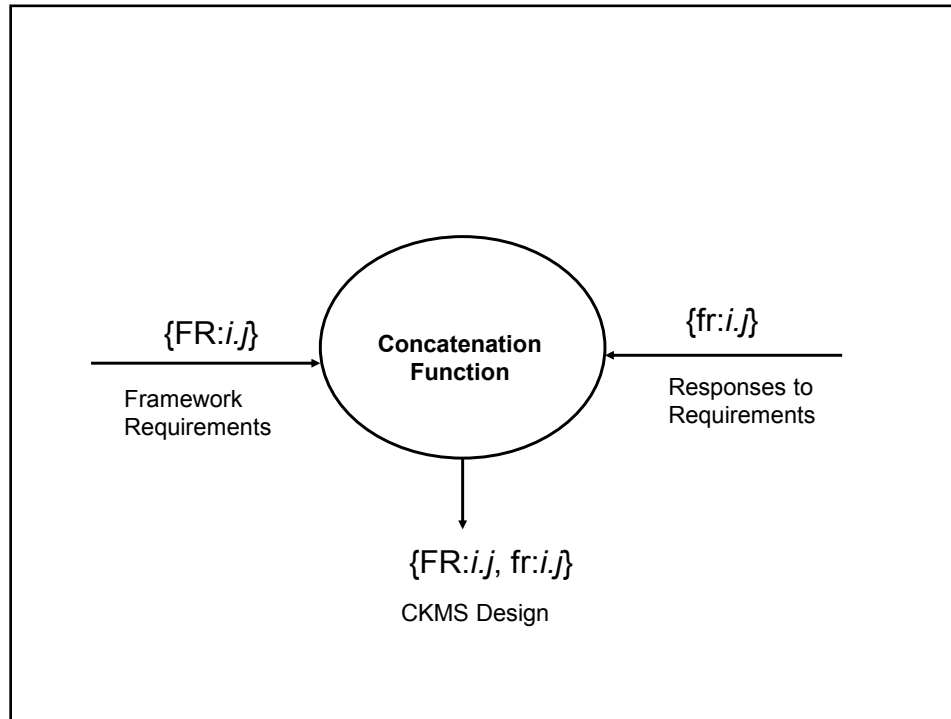 {FR:i.j}
Framework
Requirements
Concatenation
Function
{fr:i.j}
Responses to
Requirements
{FR:i.j, fr:i.j}
CKMS Design